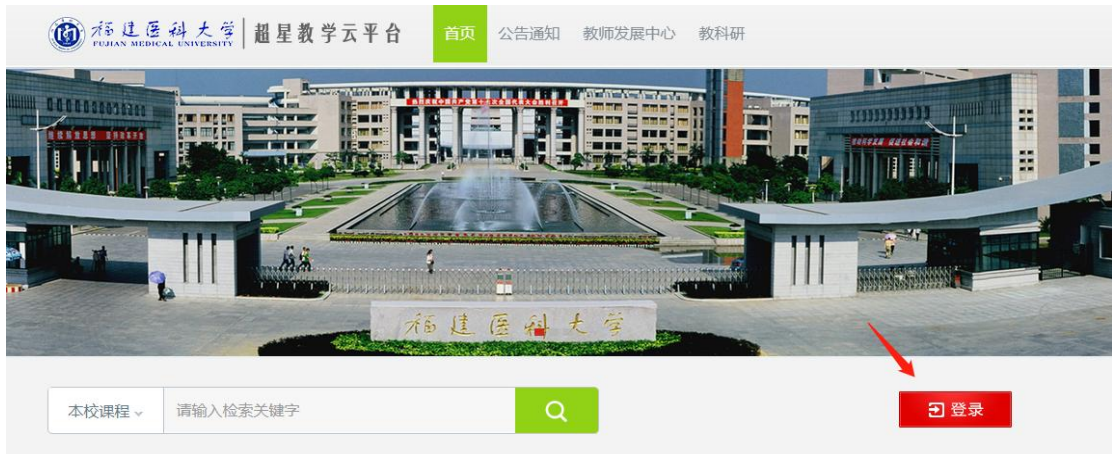 福建医科大学
FUJIAN MEDICAL UNIVERSITY
超星教学云平台
首页 公告通知 教师发展中心 教科研
福建医科大学
本校课程 请输入检索关键字
登录